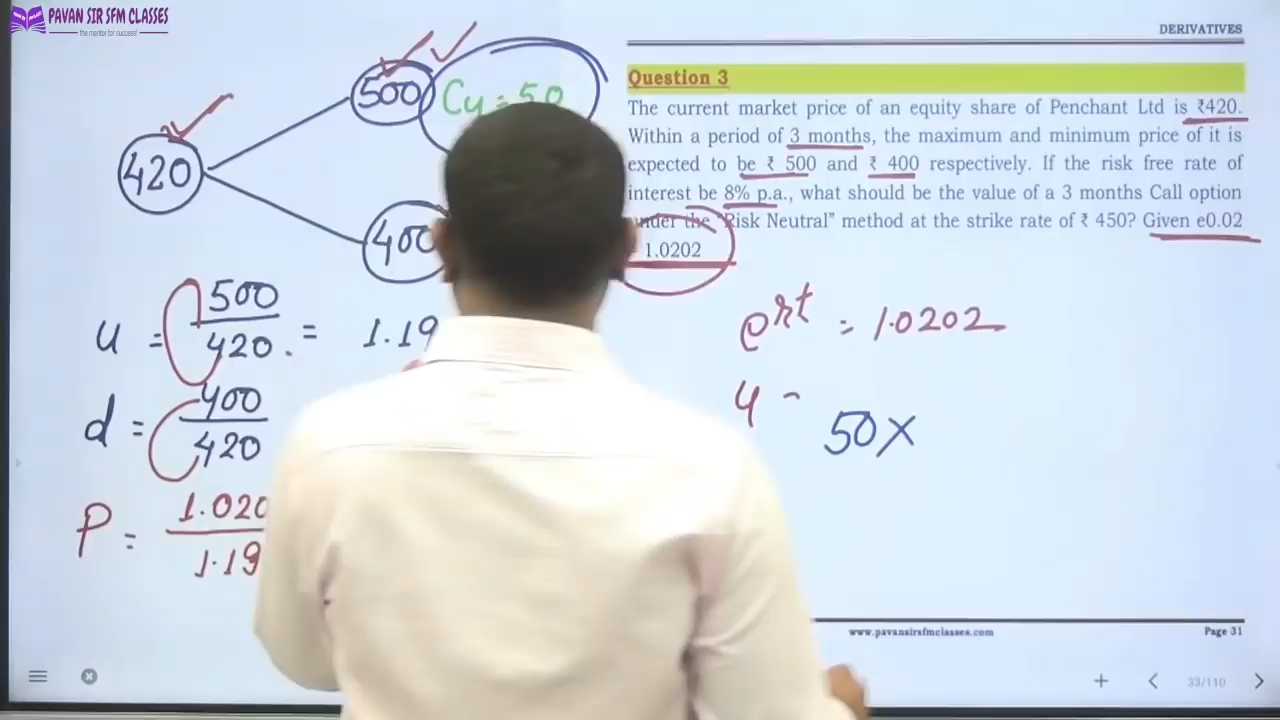 PAVAN SIR SFM CLASSES
the mentor for success!
DERIVATIVES
Question 3
The current market price of an equity share of Penchant Ltd is ₹420.
Within a period of 3 months, the maximum and minimum price of it is
expected to be ₹ 500 and ₹ 400 respectively. If the risk free rate of
interest be 8% p.a., what should be the value of a 3 months Call option
under the “Risk Neutral” method at the strike rate of ₹ 450? Given e0.02
1.0202
420
500
Cu = 50
400
u = 500/420 = 1.19
d = 400/420
P = 1.020
1.19
e^rt = 1.0202
50 ×
www.pavansirsfmclasses.com
Page 31
33/110